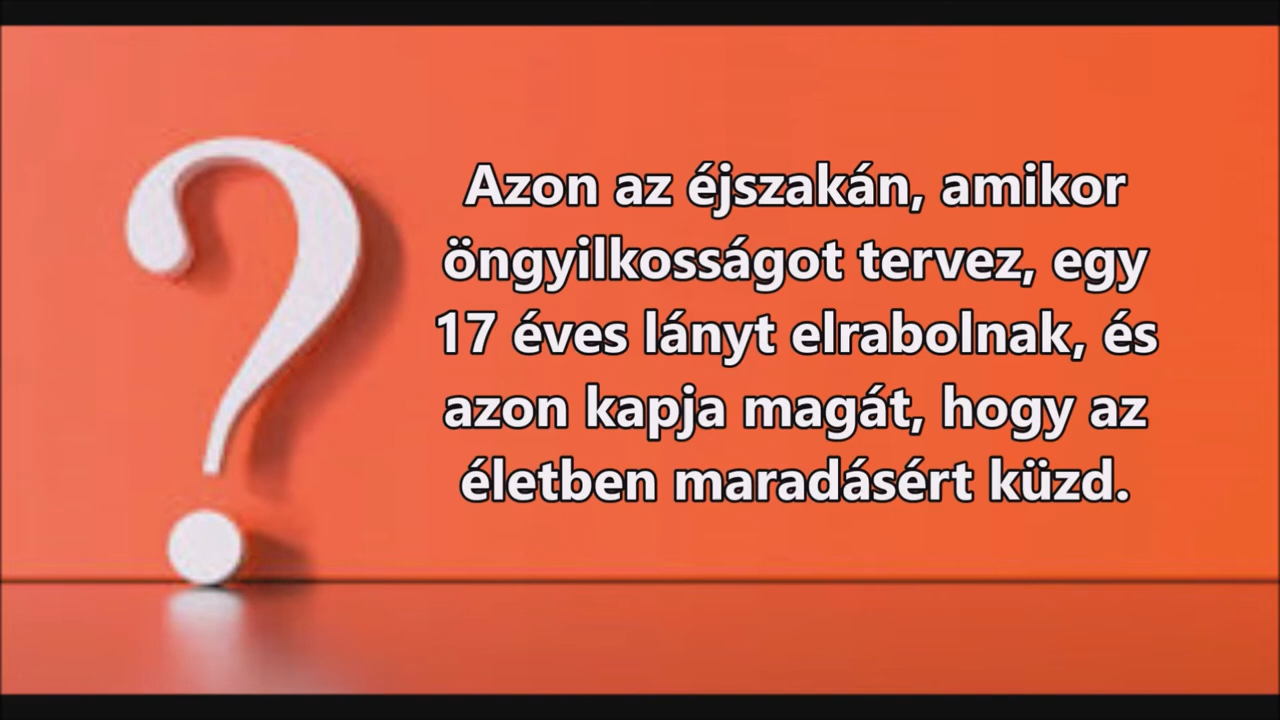 Azon az éjszakán, amikor
öngyilkosságot tervez, egy
17 éves lányt elrabolnak, és
azon kapja magát, hogy az
életben maradásért küzd.